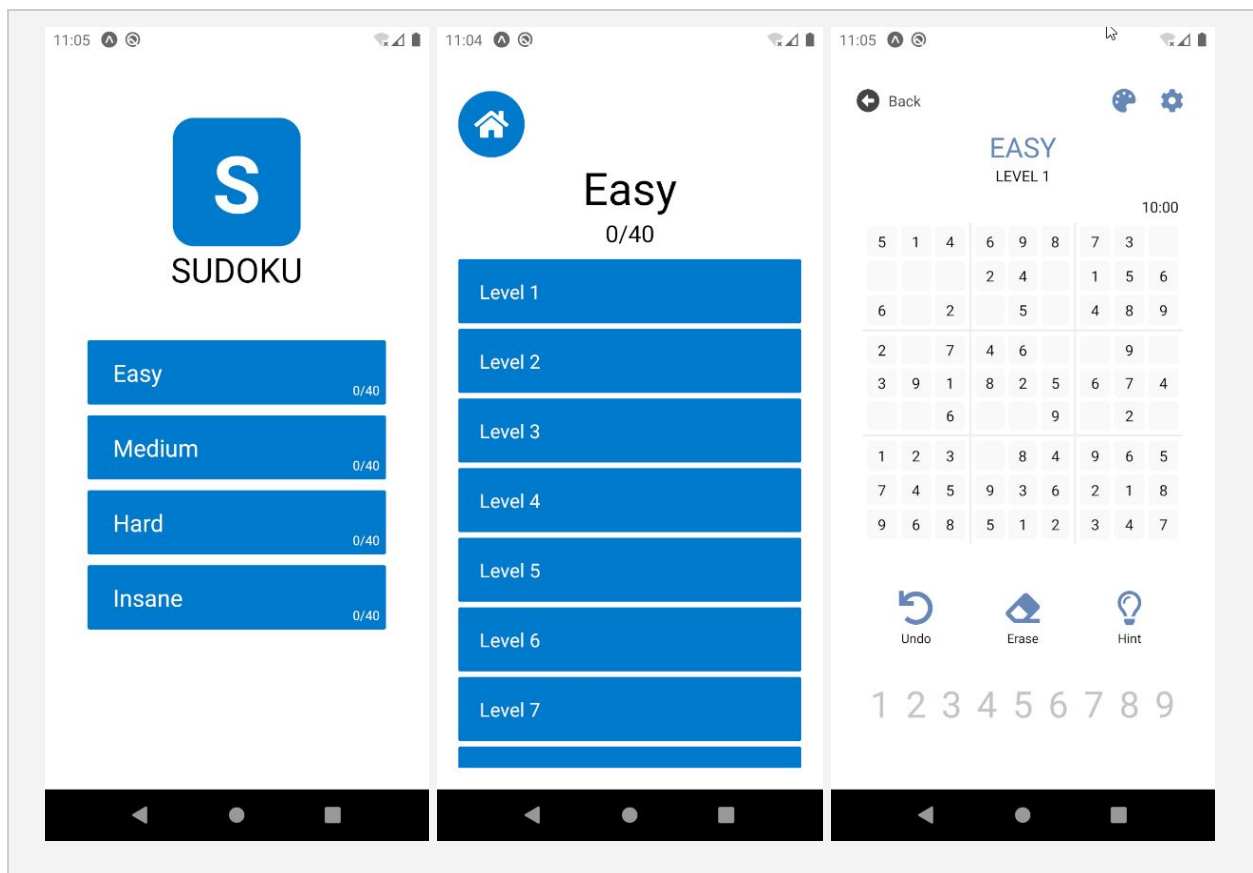 11:05
S
SUDOKU
Easy
0/40
Medium
0/40
Hard
0/40
Insane
0/40
11:04
Easy
0/40
Level 1
Level 2
Level 3
Level 4
Level 5
Level 6
Level 7
11:05
Back
EASY
LEVEL 1
10:00
5 1 4 6 9 8 7 3
2 4 1 5 6
6 2 5 4 8 9
2 7 4 6 9
3 9 1 8 2 5 6 7 4
6 9 2
1 2 3 8 4 9 6 5
7 4 5 9 3 6 2 1 8
9 6 8 5 1 2 3 4 7
Undo Erase Hint
1 2 3 4 5 6 7 8 9